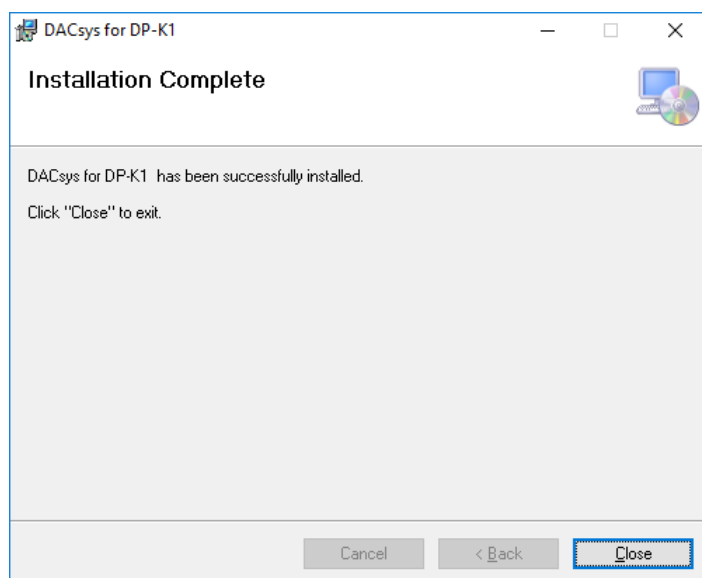 DACsys for DP-K1
Installation Complete
DACsys for DP-K1  has been successfully installed.
Click "Close" to exit.
Cancel
< Back
Close